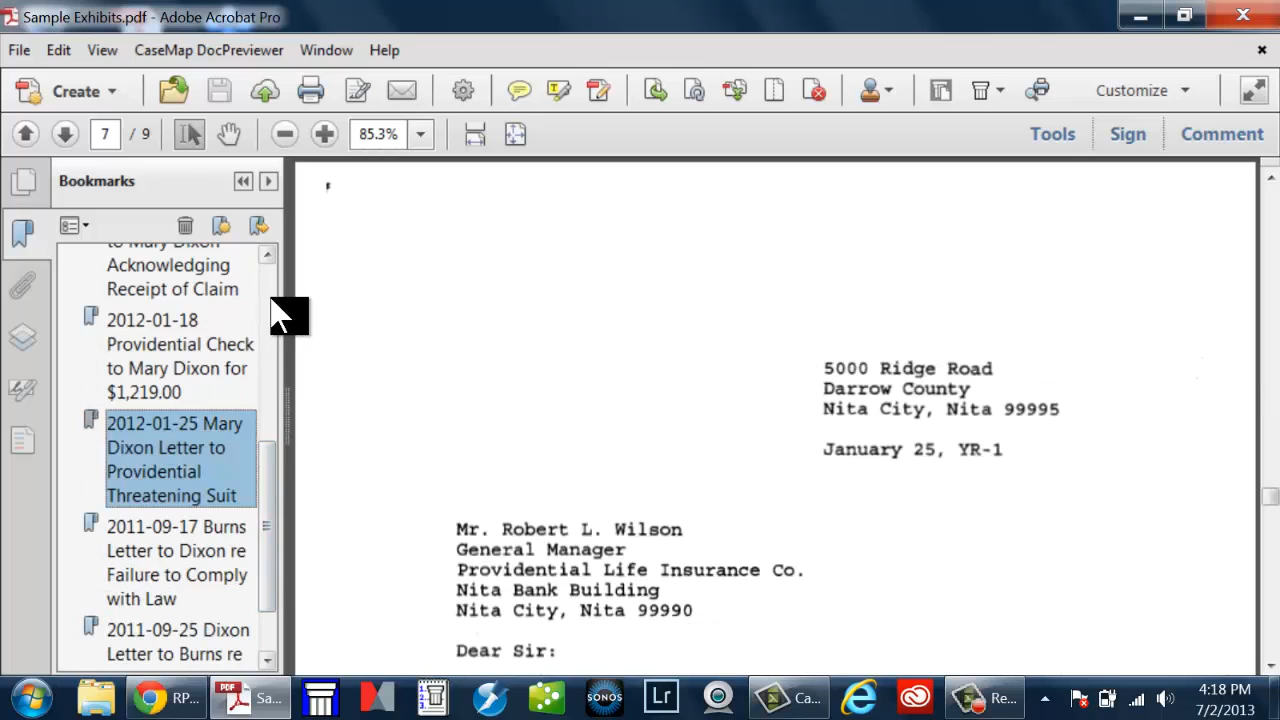 Sample Exhibits.pdf - Adobe Acrobat Pro
File Edit View CaseMap DocPreviewer Window Help
Create Customize
7 / 9 85.3% Tools Sign Comment
Bookmarks
to Mary Dixon
Acknowledging
Receipt of Claim
2012-01-18
Providential Check
to Mary Dixon for
$1,219.00
2012-01-25 Mary
Dixon Letter to
Providential
Threatening Suit
2011-09-17 Burns
Letter to Dixon re
Failure to Comply
with Law
2011-09-25 Dixon
Letter to Burns re
5000 Ridge Road
Darrow County
Nita City, Nita 99995
January 25, YR-1
Mr. Robert L. Wilson
General Manager
Providential Life Insurance Co.
Nita Bank Building
Nita City, Nita 99990
Dear Sir:
RP... PDF Sa... SONOS Lr Ca... Re...
4:18 PM
7/2/2013